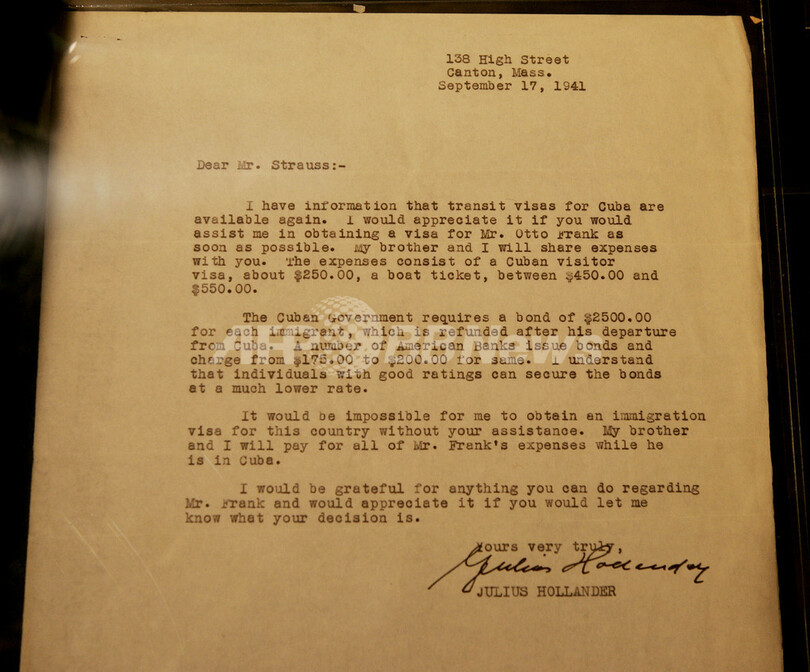 138 High Street
Canton, Mass.
September 17, 1941
Dear Mr. Strauss:-
I have information that transit visas for Cuba are
available again. I would appreciate it if you would
assist me in obtaining a visa for Mr. Otto Frank as
soon as possible. My brother and I will share expenses
with you. The expenses consist of a Cuban visitor
visa, about $250.00, a boat ticket, between $450.00 and
$550.00.
The Cuban Government requires a bond of $2500.00
for each immigrant, which is refunded after his departure
from Cuba. A number of American Banks issue bonds and
charge from $175.00 to $200.00 for same. I understand
that individuals with good ratings can secure the bonds
at a much lower rate.
It would be impossible for me to obtain an immigration
visa for this country without your assistance. My brother
and I will pay for all of Mr. Frank's expenses while he
is in Cuba.
I would be grateful for anything you can do regarding
Mr. Frank and would appreciate it if you would let me
know what your decision is.
Yours very truly,
Julius Hollander
JULIUS HOLLANDER